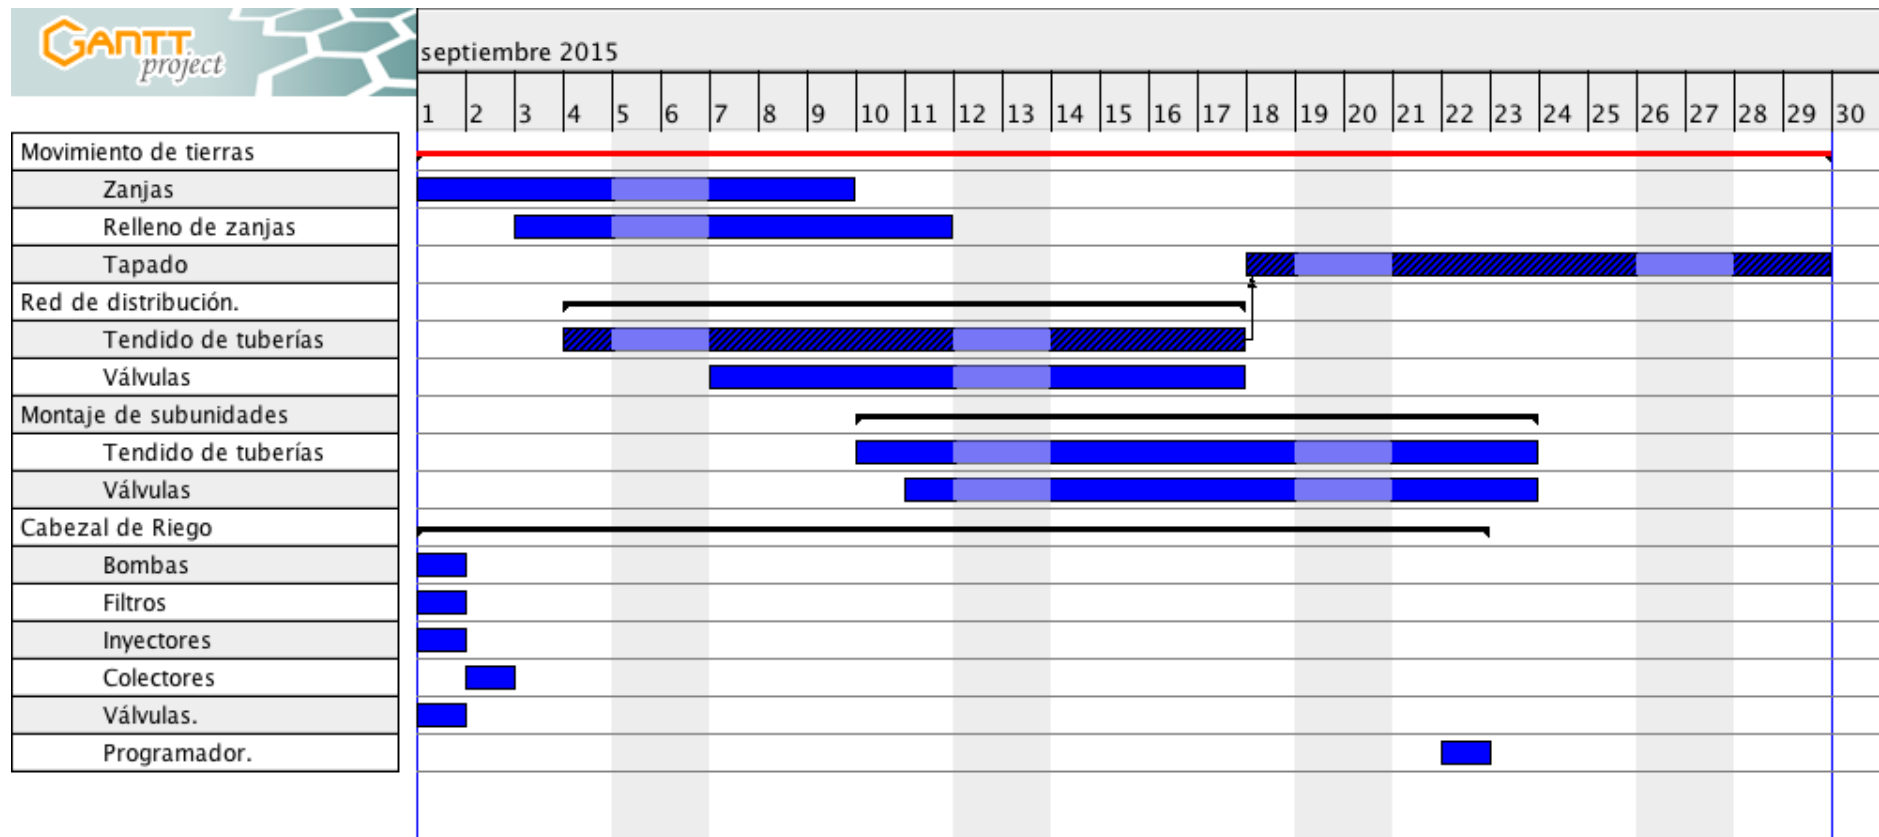 GANTT
project
septiembre 2015
1 2 3 4 5 6 7 8 9 10 11 12 13 14 15 16 17 18 19 20 21 22 23 24 25 26 27 28 29 30
Movimiento de tierras
Zanjas
Relleno de zanjas
Tapado
Red de distribución.
Tendido de tuberías
Válvulas
Montaje de subunidades
Tendido de tuberías
Válvulas
Cabezal de Riego
Bombas
Filtros
Inyectores
Colectores
Válvulas.
Programador.